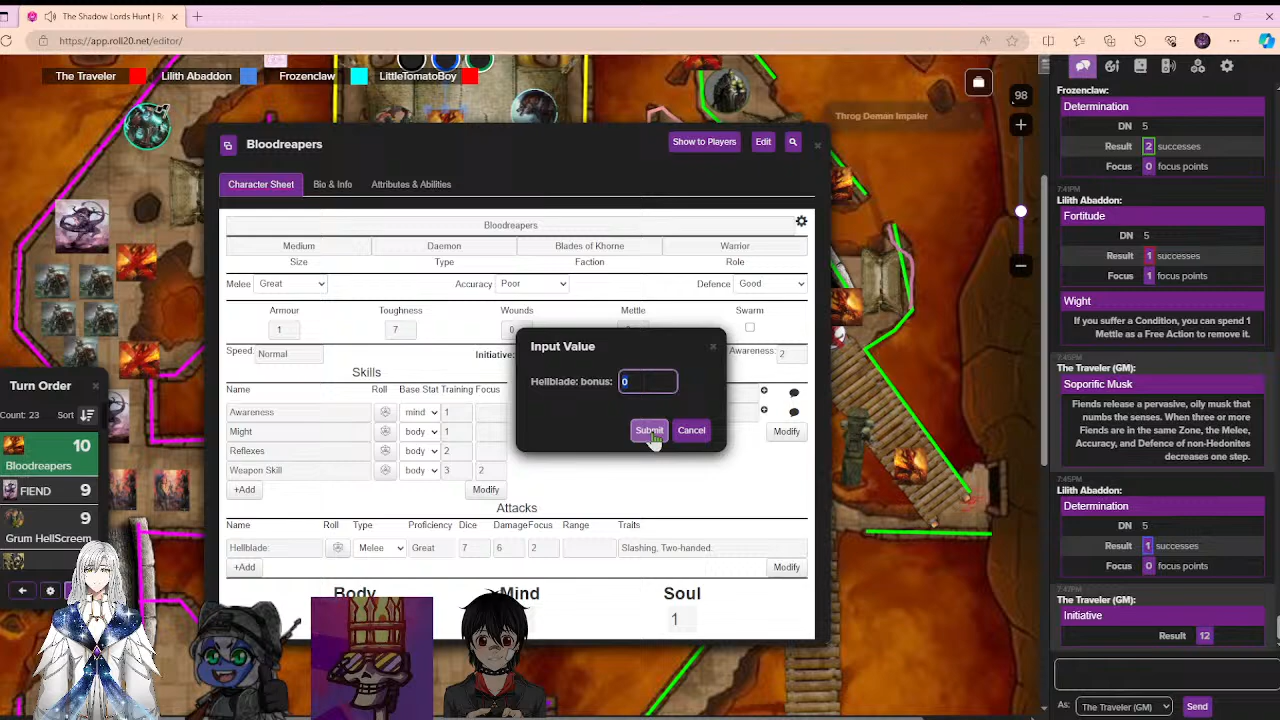 The Shadow Lords Hunt | R
https://app.roll20.net/editor/
The Traveler
Lilith Abaddon
Frozenclaw
LittleTomatoBoy
98
Throg Deman Impaler
Bloodreapers
Show to Players
Edit
Character Sheet
Bio & Info
Attributes & Abilities
Bloodreapers
Medium
Daemon
Blades of Khorne
Warrior
Size
Type
Faction
Role
Melee
Great
Accuracy
Poor
Defence
Good
Armour
Toughness
Wounds
Mettle
Swarm
1
7
0
Speed:
Normal
Initiative:
Awareness: 2
Skills
Name
Roll
Base Stat
Training
Focus
Awareness
mind
1
Might
body
1
Reflexes
body
2
Weapon Skill
body
3
2
+Add
Modify
Modify
Input Value
Hellblade: bonus:
0
Submit
Cancel
Attacks
Name
Roll
Type
Proficiency
Dice
Damage
Focus
Range
Traits
Hellblade:
Melee
Great
7
6
2
Slashing, Two-handed.
+Add
Modify
Body
Mind
Soul
1
Turn Order
Count: 23
Sort
10
Bloodreapers
FIEND
9
9
Grum HellScreen
Frozenclaw:
Determination
DN 5
Result 2 successes
Focus 0 focus points
7:41PM
Lilith Abaddon:
Fortitude
DN 5
Result 1 successes
Focus 1 focus points
Wight
If you suffer a Condition, you can spend 1
Mettle as a Free Action to remove it.
7:45PM
The Traveler (GM):
Soporific Musk
Fiends release a pervasive, oily musk that
numbs the senses. When three or more
Fiends are in same Zone, the Melee,
Accuracy, and Defence of non-Hedonites
decreases one step.
7:45PM
Lilith Abaddon:
Determination
DN 5
Result 1 successes
Focus 0 focus points
7:47PM
The Traveler (GM):
Initiative
Result 12
As:
The Traveler (GM)
Send